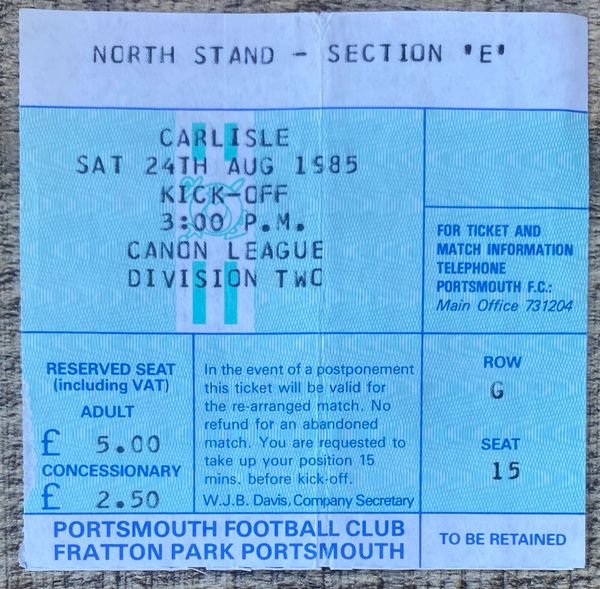 NORTH STAND - SECTION 'E'
CARLISLE
SAT 24TH AUG 1985
KICK-OFF
3:00 P.M.
CANON LEAGUE
DIVISION TWO
FOR TICKET AND
MATCH INFORMATION
TELEPHONE
PORTSMOUTH F.C.:
Main Office 731204
RESERVED SEAT
(including VAT)
ADULT
£ 5.00
CONCESSIONARY
£ 2.50
In the event of a postponement
this ticket will be valid for
the re-arranged match. No
refund for an abandoned
match. You are requested to
take up your position 15
mins. before kick-off.
W.J.B. Davis, Company Secretary
ROW
G
SEAT
15
PORTSMOUTH FOOTBALL CLUB
FRATTON PARK PORTSMOUTH
TO BE RETAINED